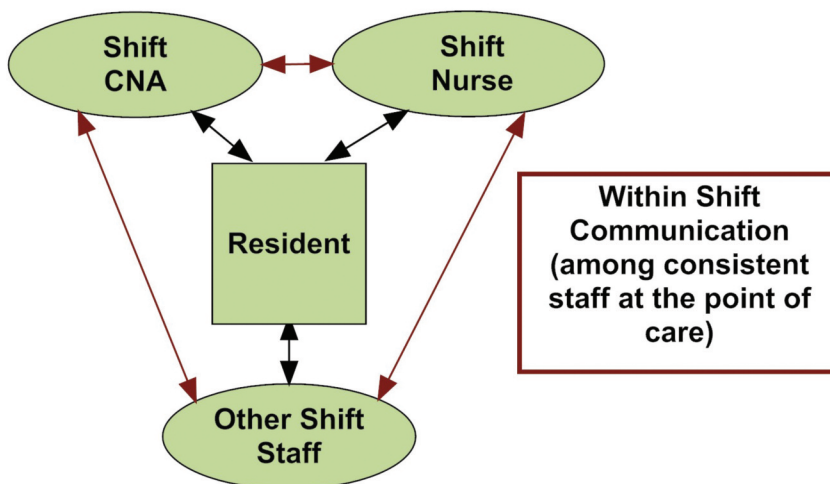 Shift
CNA
Shift
Nurse
Resident
Within Shift
Communication
(among consistent
staff at the point of
care)
Other Shift
Staff